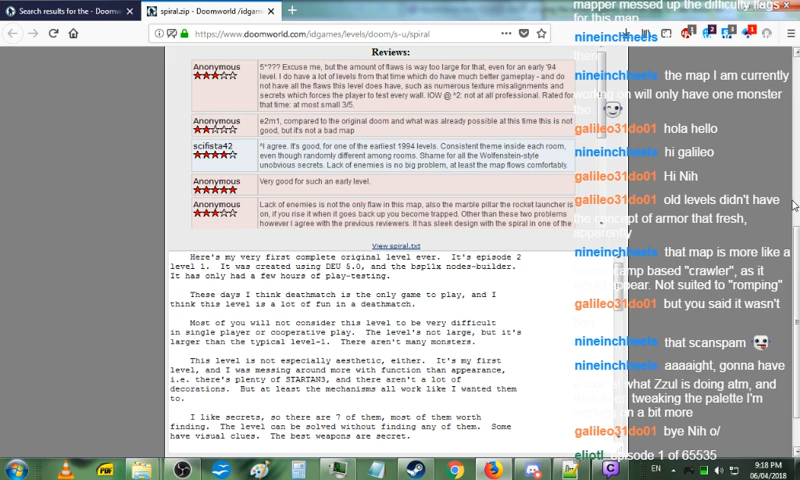 Search results for the - Doomw
spiral.zip - Doomworld /idgames
https://www.doomworld.com/idgames/levels/doom/s-u/spiral
Reviews:
Anonymous
5*??? Excuse me, but the amount of flaws is way too large for that, even for an early '94
level. I do have a lot of levels from that time which do have much better gameplay - and do
not have all the flaws this level does have, such as numerous texture misalignments and
secrets which forces the player to test every wall. IOW @ ^2: not at all professional. Rated for
that time: at most small 3/5.
Anonymous
e2m1, compared to the original doom and what was already possible at this time this is not
good, but it's not a bad map
scifista42
^I agree. It's good, for one of the earliest 1994 levels. Consistent theme inside each room,
even though randomly different among rooms. Shame for all the Wolfenstein-style
unobvious secrets. Lack of enemies is no big problem, at least the map flows comfortably.
Anonymous
Very good for such an early level.
Anonymous
Lack of enemies is not the only flaw in this map, also the marble pillar the rocket launcher is
on, if you rise it when it goes back up you become trapped. Other than these two problems
however I agree with the previous reviewers. It has sleek design with the spiral in one of the
View spiral.txt
Here's my very first complete original level ever. It's episode 2
level 1. It was created using DEU 5.0, and the bsp11x nodes-builder.
It has only had a few hours of play-testing.
These days I think deathmatch is the only game to play, and I
think this level is a lot of fun in a deathmatch.
Most of you will not consider this level to be very difficult
in single player or cooperative play. The level's not large, but it's
larger than the typical level-1. There aren't many monsters.
This level is not especially aesthetic, either. It's my first
level, and I was messing around more with function than appearance,
i.e. there's plenty of STARTAN3, and there aren't a lot of
decorations. But at least the mechanisms all work like I wanted them
to.
I like secrets, so there are 7 of them, most of them worth
finding. The level can be solved without finding any of them. Some
have visual clues. The best weapons are secret.
mapper messed up the difficulty flags
for this map
nineinchheels
nineinchheels the map I am currently
working on will only have one monster
tho
galileo31do01 hola hello
nineinchheels hi galileo
galileo31do01 Hi Nih
galileo31do01 old levels didn't have
the concept of armor that fresh,
apparently
nineinchheels that map is more like a
based "crawler", as it
appear. Not suited to "romping"
galileo31do01 but you said it wasn't
nineinchheels
that scanspam
nineinchheels aaaaight, gonna have
at what Zzul is doing atm, and
tweaking the palette I'm
on a bit more
galileo31do01 bye Nih o/
eliotl episode 1 of 65535
EN
9:18 PM
06/04/2018